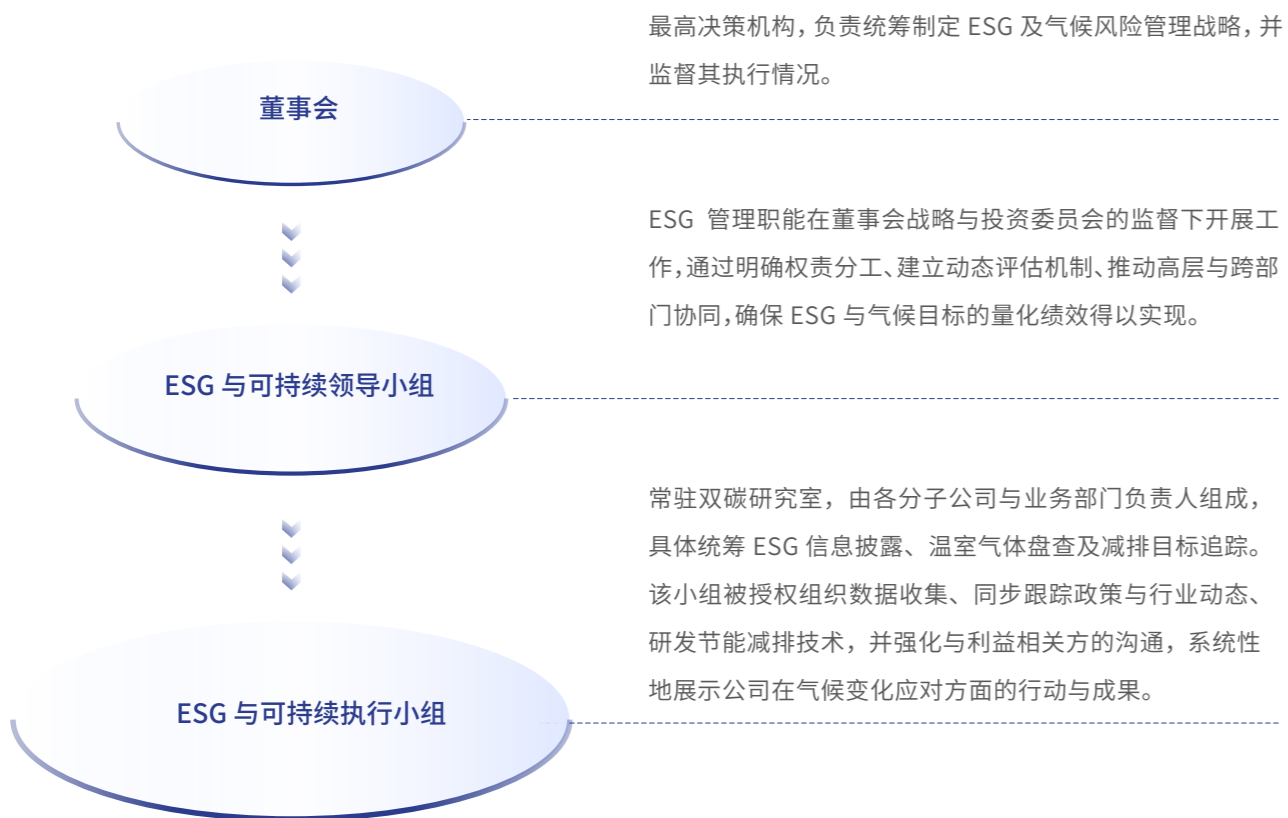 最高决策机构，负责统筹制定 ESG 及气候风险管理战略，并
监督其执行情况。
董事会
ESG 管理职能在董事会战略与投资委员会的监督下开展工
作，通过明确权责分工、建立动态评估机制、推动高层与跨部
门协同，确保 ESG 与气候目标的量化绩效得以实现。
ESG 与可持续领导小组
常驻双碳研究室，由各分子公司与业务部门负责人组成，
具体统筹 ESG 信息披露、温室气体盘查及减排目标追踪。
该小组被授权组织数据收集、同步跟踪政策与行业动态、
研发节能减排技术，并强化与利益相关方的沟通，系统性
地展示公司在气候变化应对方面的行动与成果。
ESG 与可持续执行小组